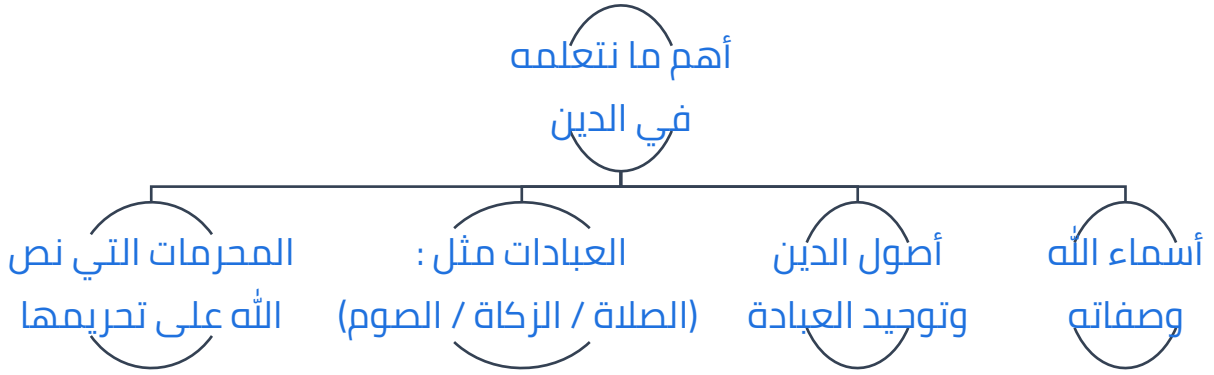 أهم ما نتعلمه
في الدين
أسماء الله
وصفاته
أصول الدين
وتوحيد العبادة
العبادات مثل :
(الصلاة / الزكاة / الصوم)
المحرمات التي نص
الله على تحريمها